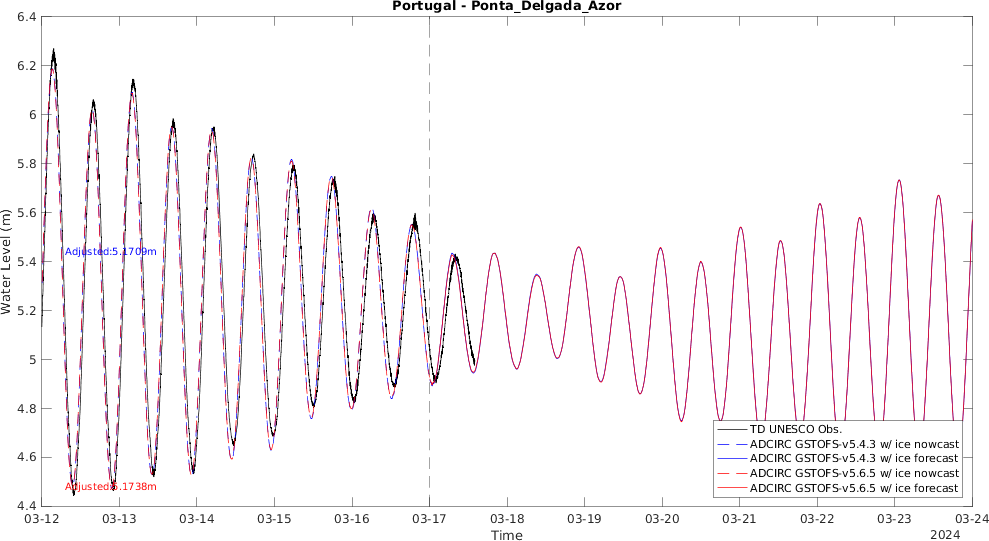 Portugal - Ponta_Delgada_Azor
6.4
6.2
6
5.8
5.6
5.4
5.2
5
4.8
4.6
4.4
Water Level (m)
Adjusted:5.1709m
Adjusted:5.1738m
TD UNESCO Obs.
ADCIRC GSTOFS-v5.4.3 w/ ice nowcast
ADCIRC GSTOFS-v5.4.3 w/ ice forecast
ADCIRC GSTOFS-v5.6.5 w/ ice nowcast
ADCIRC GSTOFS-v5.6.5 w/ ice forecast
03-12 03-13 03-14 03-15 03-16 03-17 03-18 03-19 03-20 03-21 03-22 03-23 03-24
Time
2024